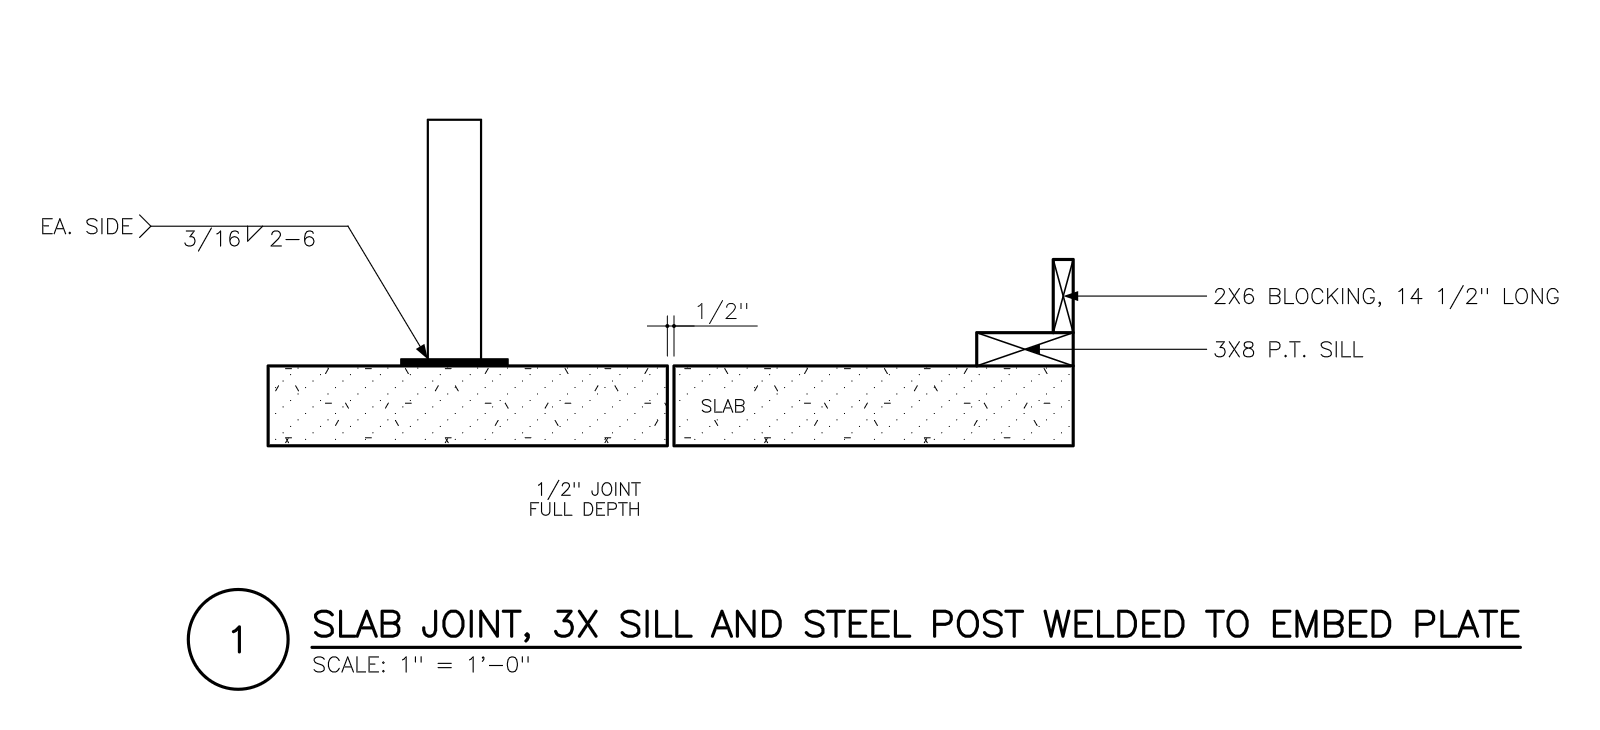 EA. SIDE
3/16 2-6
1/2"
2X6 BLOCKING, 14 1/2" LONG
3X8 P.T. SILL
SLAB
1/2" JOINT
FULL DEPTH
1
SLAB JOINT, 3X SILL AND STEEL POST WELDED TO EMBED PLATE
SCALE: 1" = 1'-0"